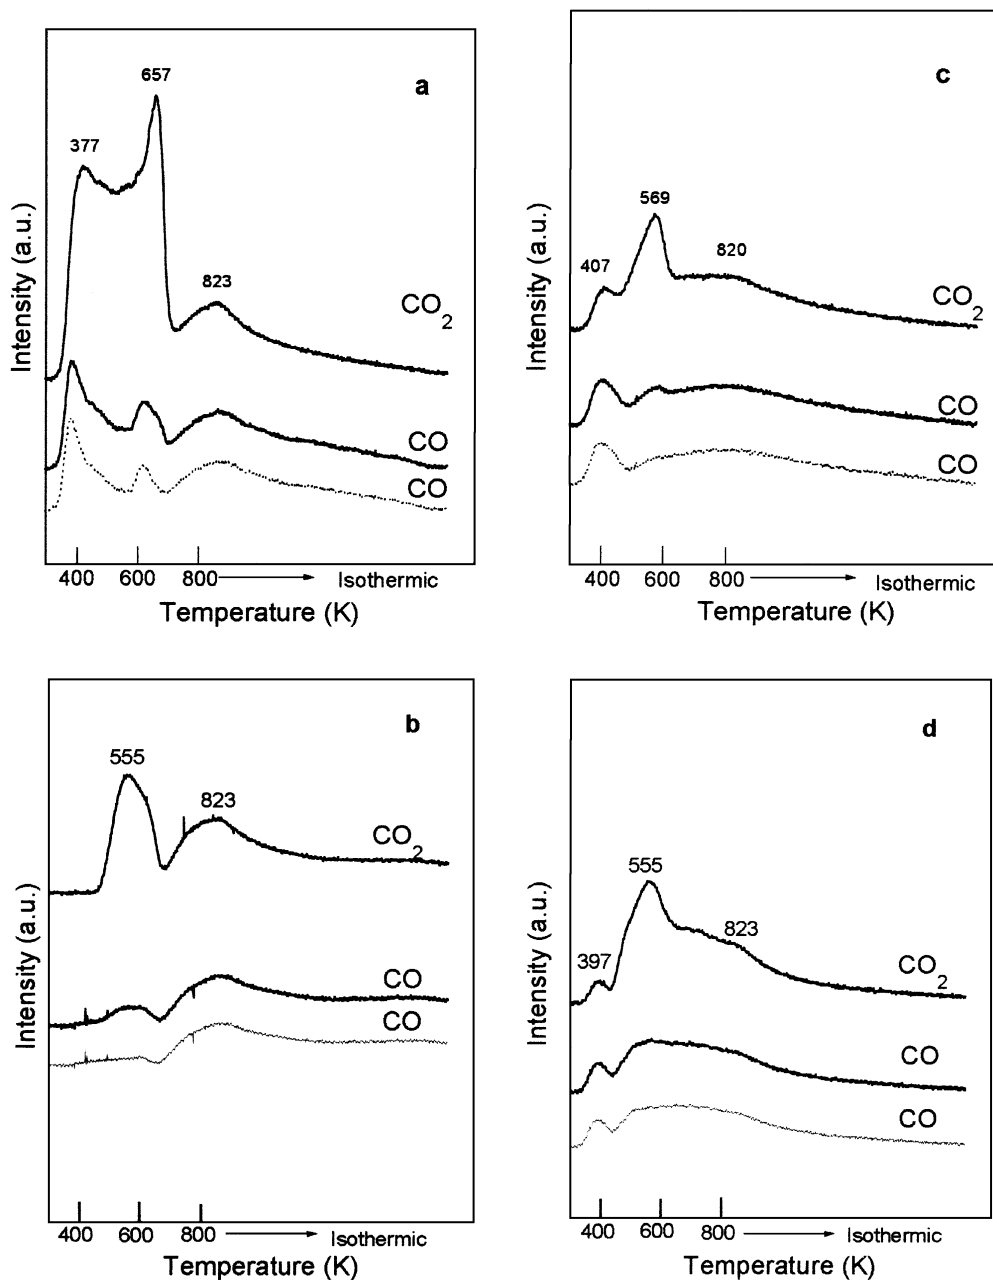 a
657
377
823
CO2
CO
CO
Intensity (a.u.)
400 600 800 Isothermic
Temperature (K)
c
569
407
820
CO2
CO
CO
Intensity (a.u.)
400 600 800 Isothermic
Temperature (K)
b
555
823
CO2
CO
CO
Intensity (a.u.)
400 600 800 Isothermic
Temperature (K)
d
555
823
397
CO2
CO
CO
Intensity (a.u.)
400 600 800 Isothermic
Temperature (K)